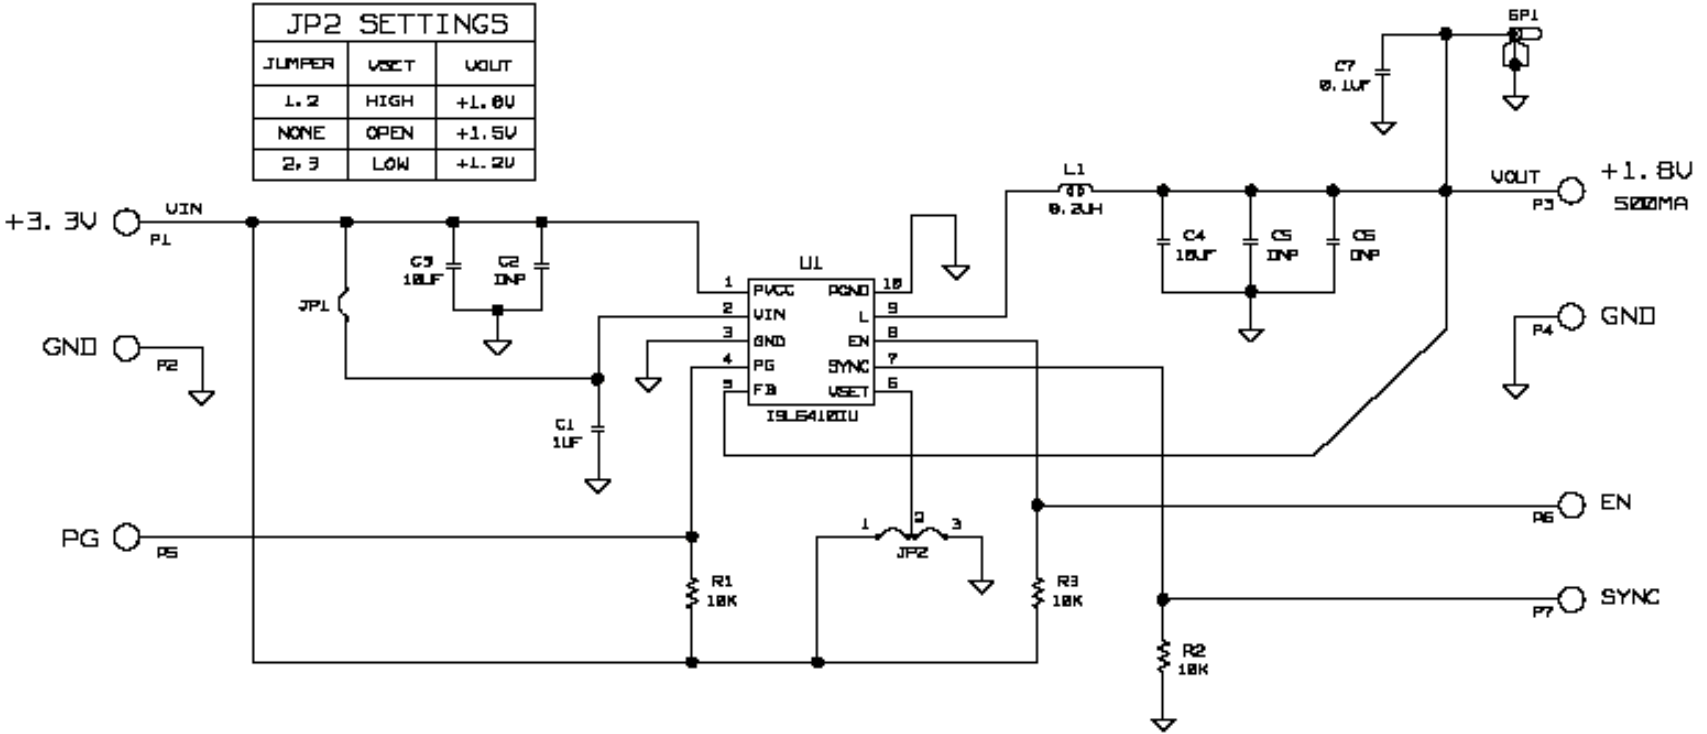 JP2 SETTINGS
JUMPER VSET VOUT
1,2 HIGH +1.8V
NONE OPEN +1.5V
2,3 LOW +1.2V
SP1
C7
0.1UF
+3.3V
VIN
P1
L1
8.2UH
VOUT
P3
+1.8V
500MA
C3
10UF
C2
DNP
JP1
U1
C4
10UF
C5
DNP
C6
DNP
1 PVCC PGND 10
2 VIN L 9
3 GND EN 8
4 PG SYNC 7
5 FB VSET 6
ISL6410IU
GND
P2
P4
GND
C1
1UF
PG
P5
1 2 3
JP2
P6
EN
R1
10K
R3
10K
P7
SYNC
R2
10K